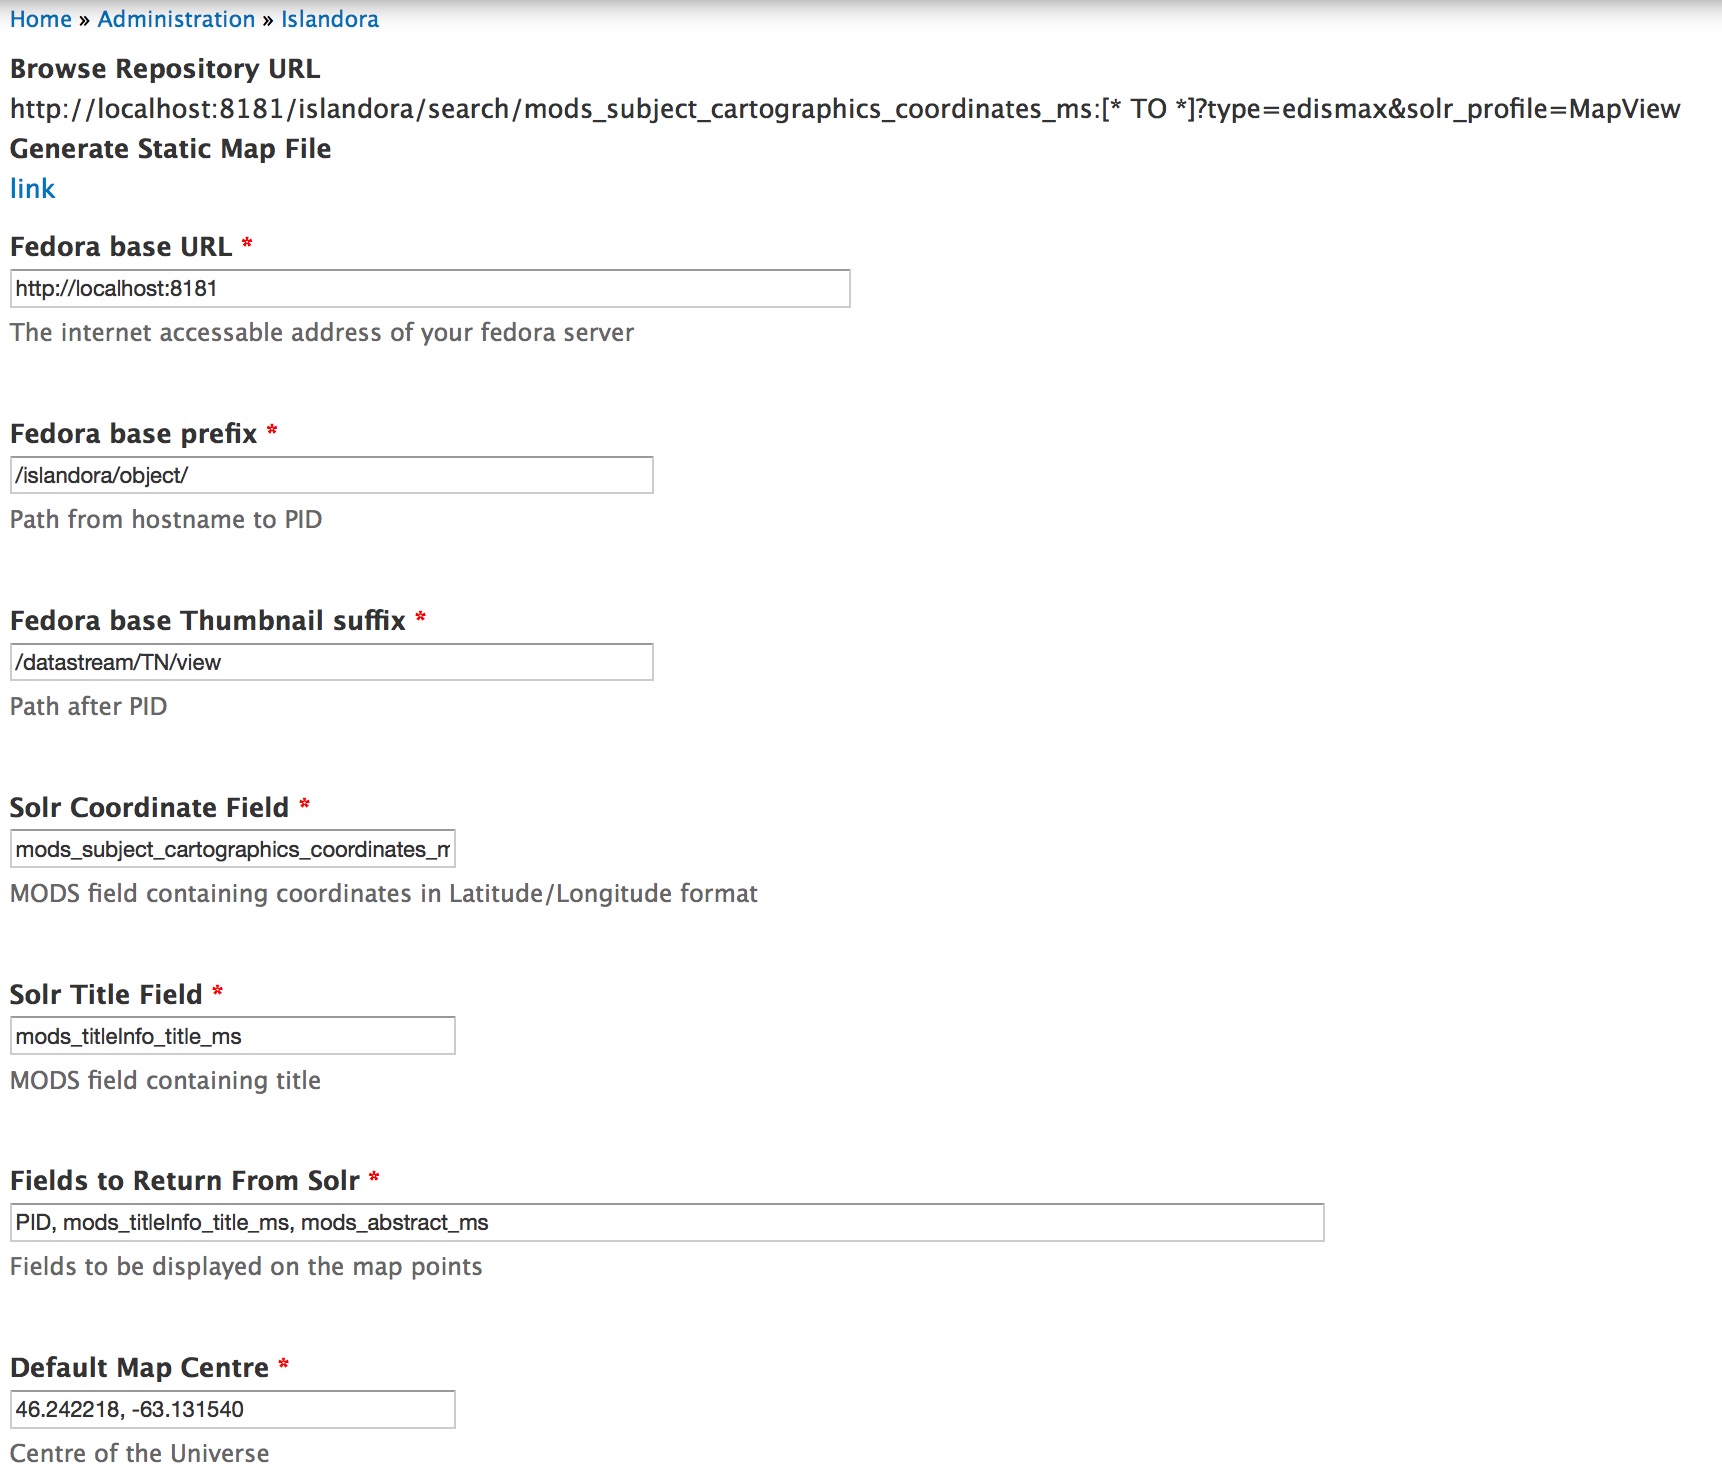 Home » Administration » Islandora
Browse Repository URL
http://localhost:8181/islandora/search/mods_subject_cartographics_coordinates_ms:[* TO *]?type=edismax&solr_profile=MapView
Generate Static Map File
link
Fedora base URL *
http://localhost:8181
The internet accessable address of your fedora server
Fedora base prefix *
/islandora/object/
Path from hostname to PID
Fedora base Thumbnail suffix *
/datastream/TN/view
Path after PID
Solr Coordinate Field *
mods_subject_cartographics_coordinates_m
MODS field containing coordinates in Latitude/Longitude format
Solr Title Field *
mods_titleInfo_title_ms
MODS field containing title
Fields to Return From Solr *
PID, mods_titleInfo_title_ms, mods_abstract_ms
Fields to be displayed on the map points
Default Map Centre *
46.242218, -63.131540
Centre of the Universe